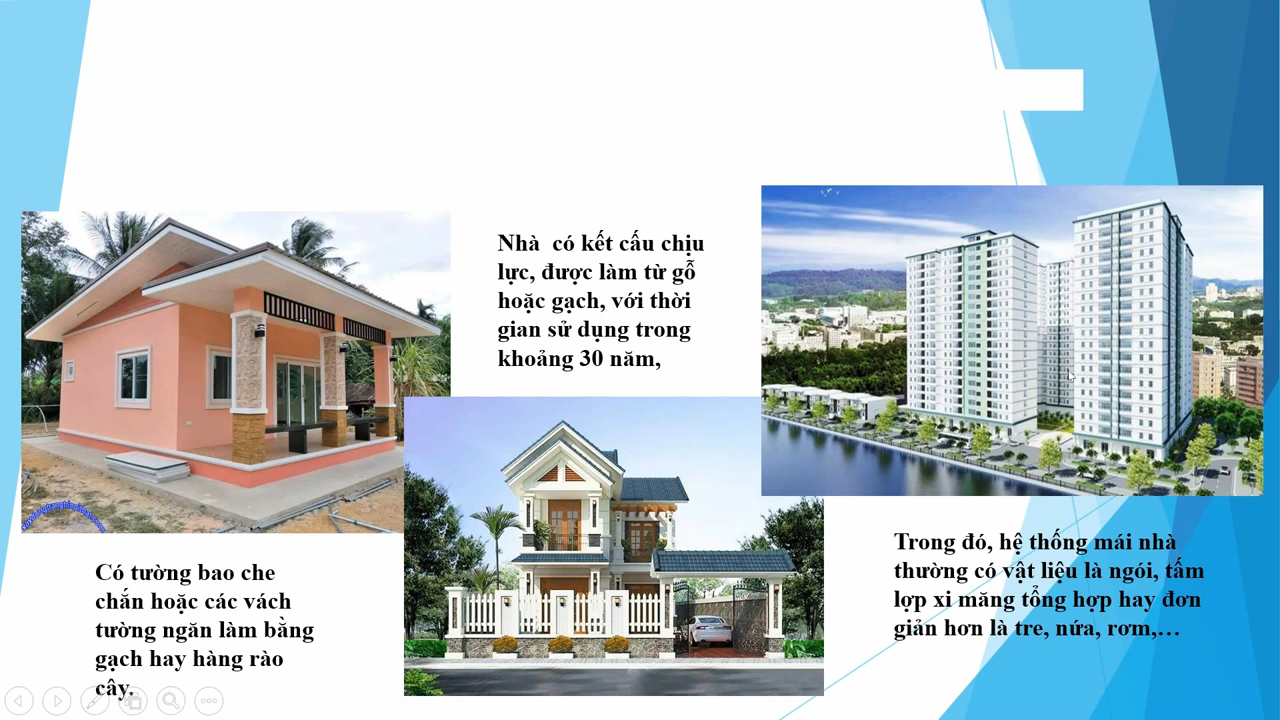 Nhà  có kết cấu chịu
lực, được làm từ gỗ
hoặc gạch, với thời
gian sử dụng trong
khoảng 30 năm,
Có tường bao che
chắn hoặc các vách
tường ngăn làm bằng
gạch hay hàng rào
cây.
Trong đó, hệ thống mái nhà
thường có vật liệu là ngói, tấm
lợp xi măng tổng hợp hay đơn
giản hơn là tre, nứa, rơm,...